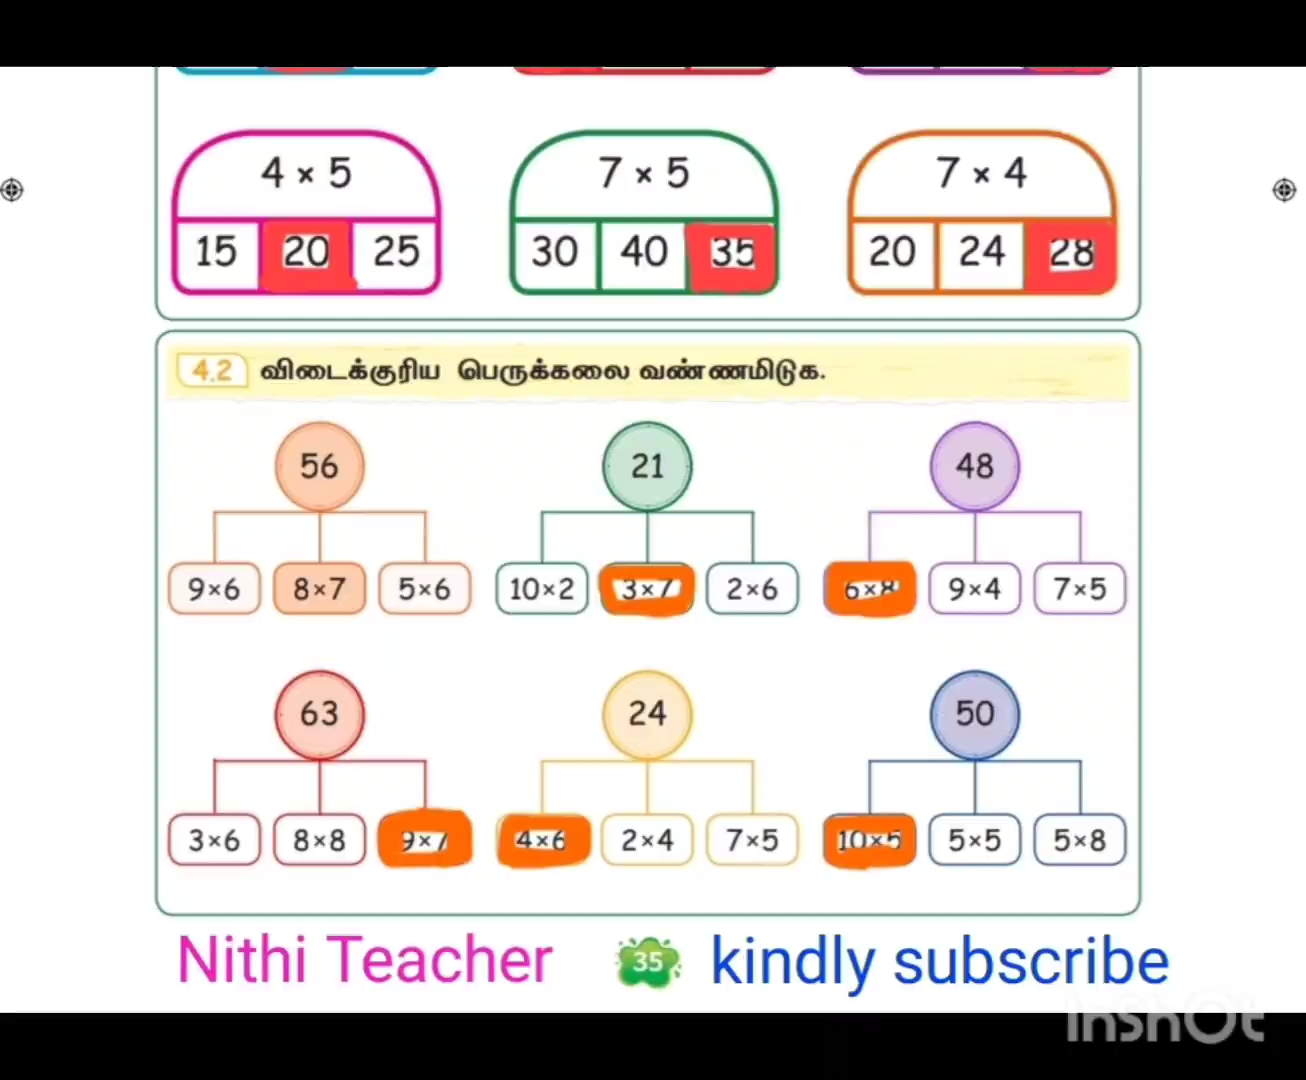 4 × 5 7 × 5 7 × 4
15 20 25 30 40 35 20 24 28
4.2 விடைக்குரிய பெருக்கலை வண்ணமிடுக.
56 21 48
9×6 8×7 5×6 10×2 3×7 2×6 6×8 9×4 7×5
63 24 50
3×6 8×8 9×7 4×6 2×4 7×5 10×5 5×5 5×8
Nithi Teacher 35 kindly subscribe
InShOt